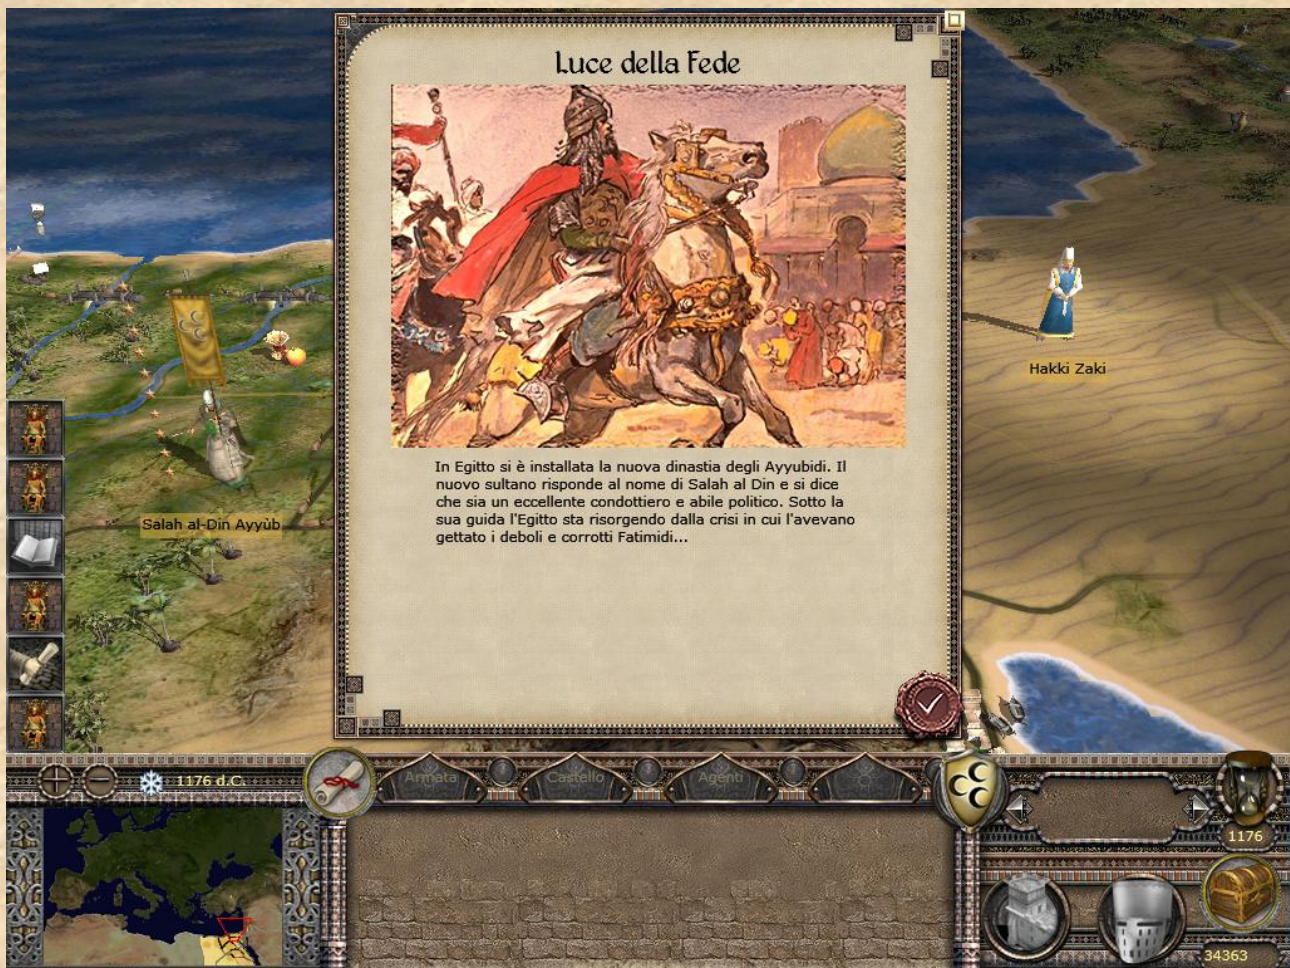 Luce della Fede
Hakki Zaki
In Egitto si è installata la nuova dinastia degli Ayyubidi. Il
nuovo sultano risponde al nome di Salah al Din e si dice
che sia un eccellente condottiero e abile politico. Sotto la
sua guida l'Egitto sta risorgendo dalla crisi in cui l'avevano
gettato i deboli e corrotti Fatimidi...
Salah al-Din Ayyùb
1176 d.C.
Armata
Castello
Agenti
1176
34363